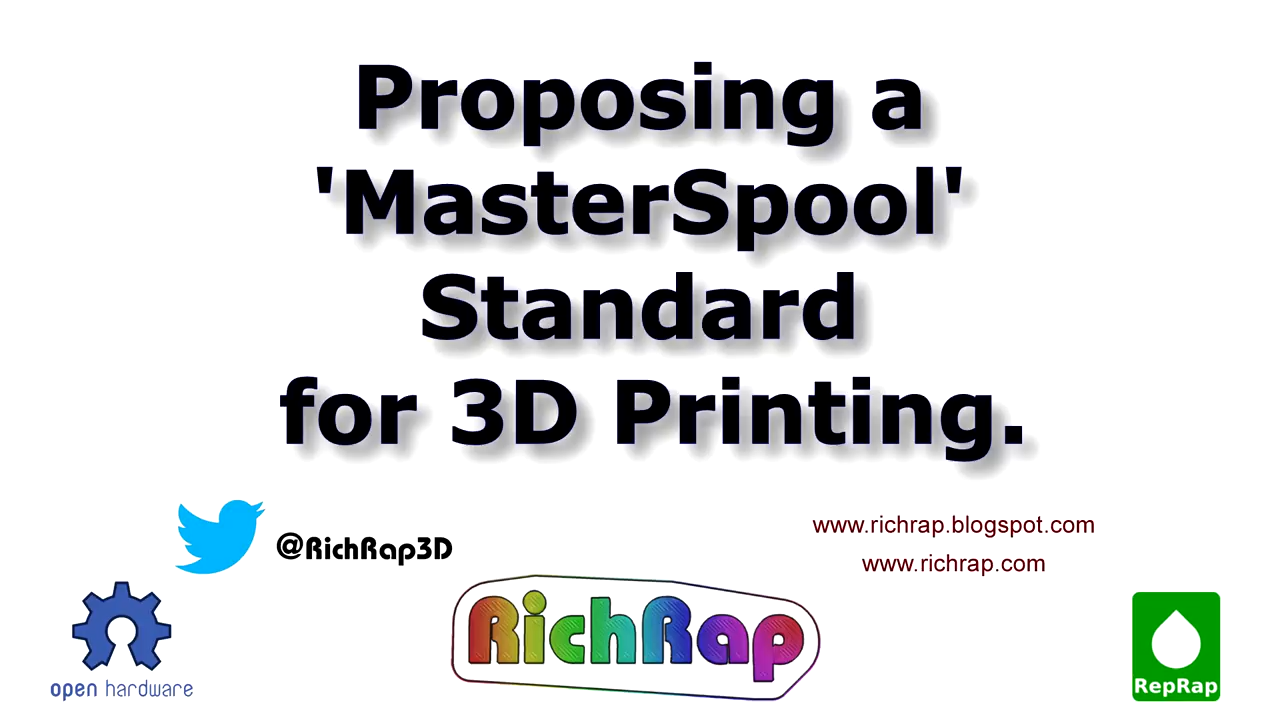 Proposing a
'MasterSpool'
Standard
for 3D Printing.
@RichRap3D
www.richrap.blogspot.com
www.richrap.com
open hardware
RichRap
RepRap